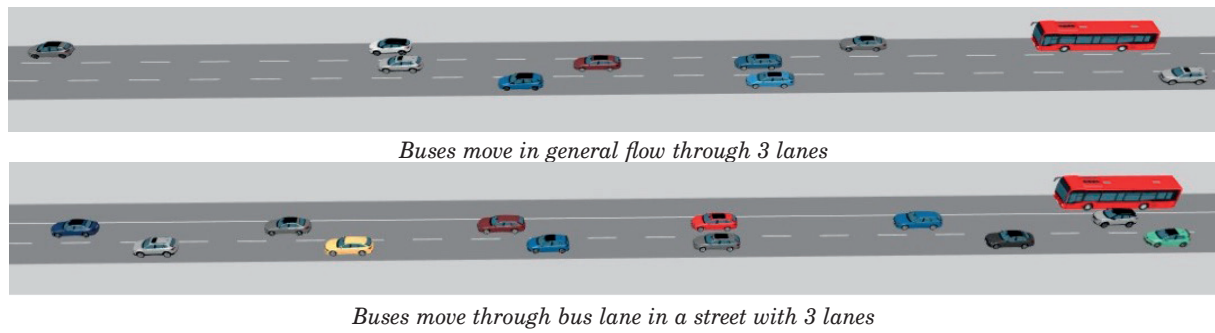 Buses move in general flow through 3 lanes
Buses move through bus lane in a street with 3 lanes